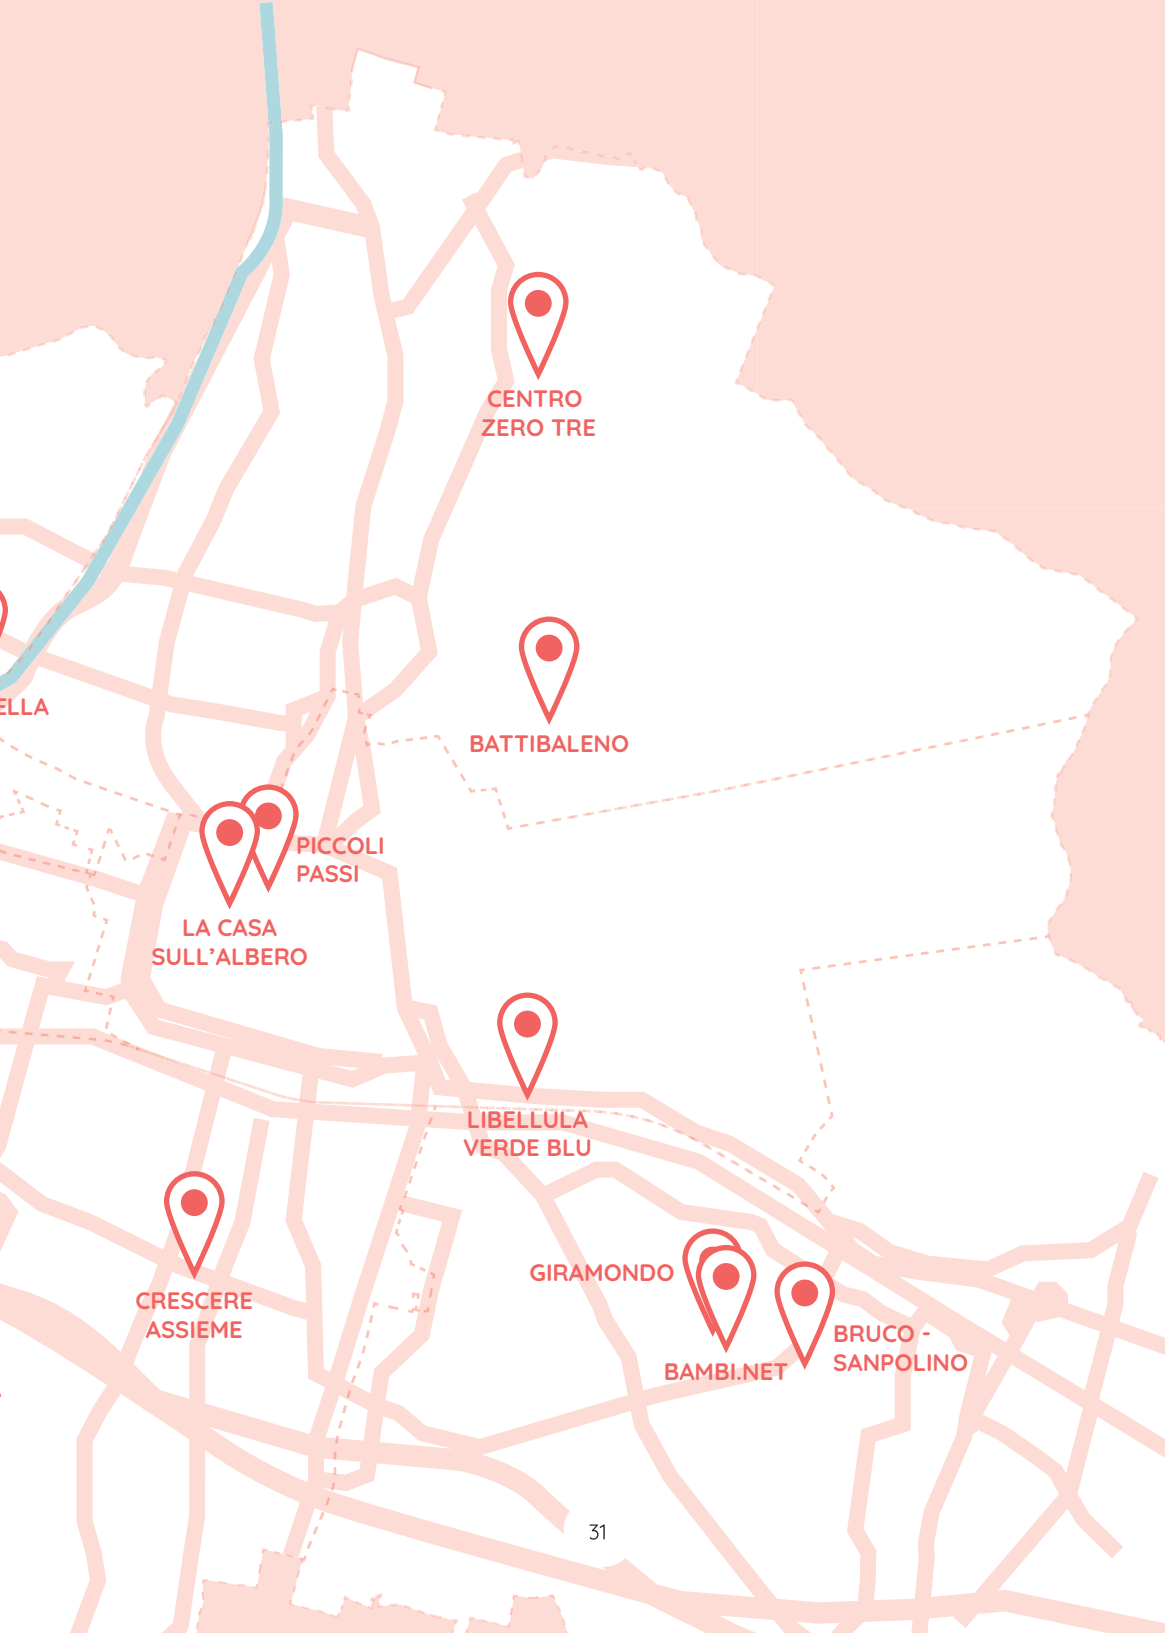 CENTRO
ZERO TRE
ELLA
BATTIBALENO
PICCOLI
PASSI
LA CASA
SULL’ALBERO
LIBELLULA
VERDE BLU
CRESCERE
ASSIEME
GIRAMONDO
BAMBI.NET
BRUCO -
SANPOLINO
31